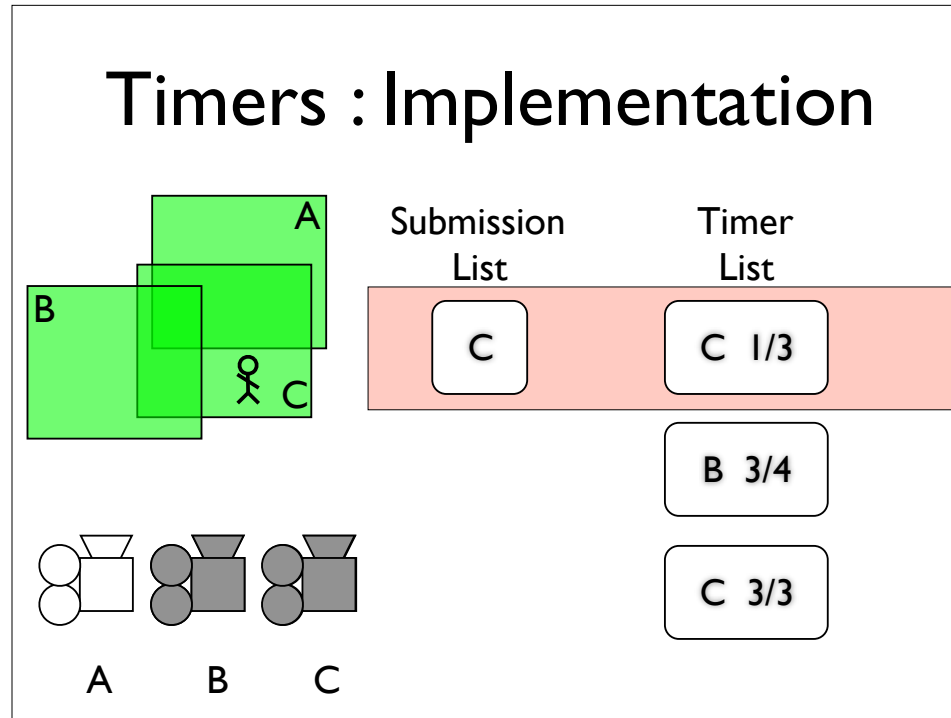 Timers : Implementation
A
B
C
Submission
List
Timer
List
C
C 1/3
B 3/4
C 3/3
A B C